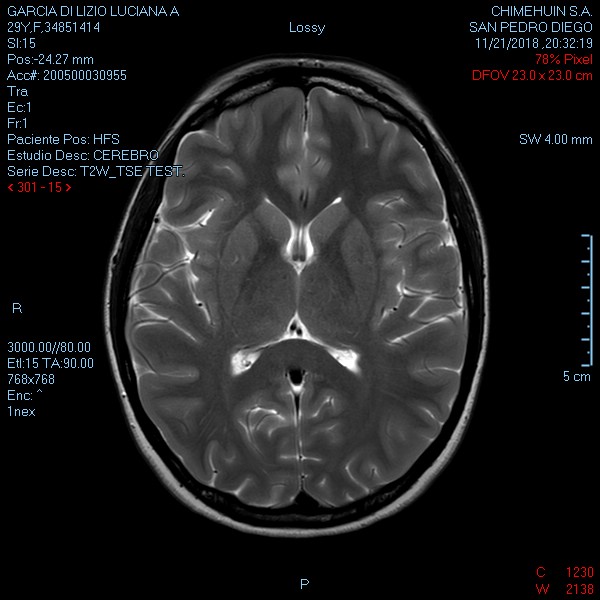 GARCIA DI LIZIO LUCIANA A
29Y,F,34851414
Sl:15
Pos:-24.27 mm
Acc#: 200500030955
Tra
Ec:1
Fr:1
Paciente Pos: HFS
Estudio Desc: CEREBRO
Serie Desc: T2W_TSE TEST.
< 301 - 15 >
Lossy
CHIMEHUIN S.A.
SAN PEDRO DIEGO
11/21/2018 ,20:32:19
78% Pixel
DFOV 23.0 x 23.0 cm
SW 4.00 mm
R
3000.00//80.00
Etl:15 TA:90.00
768x768
Enc: ^
1nex
5 cm
P
C 1230
W 2138